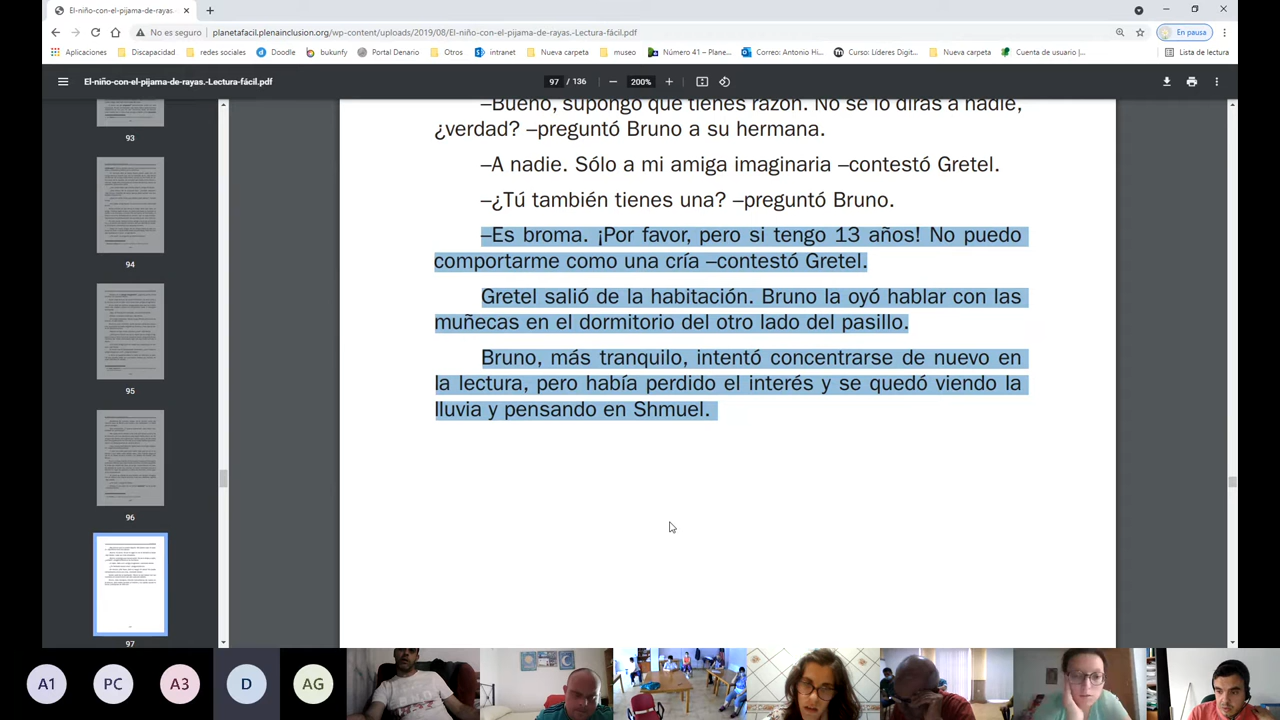 El-niño-con-el-pijama-de-rayas.-
No es seguro
planetafacil.plenainclusion.org/wp-content/uploads/2019/08/El-niño-con-el-pijama-de-rayas.-Lectura-fácil.pdf
En pausa
Aplicaciones
Discapacidad
redes sociales
Doodle
bukunfy
Portal Denario
Otros
intranet
Nueva carpeta
museo
Número 41 – Plane...
Correo: Antonio Hi...
Curso: Líderes Digit...
Nueva carpeta
Cuenta de usuario|...
Lista de lectura
El-niño-con-el-pijama-de-rayas.-Lectura-fácil.pdf
97 / 136
200%
93
94
95
96
97
–Bueno, supongo que tienes razón. No se lo dirás a nadie,
¿verdad? –preguntó Bruno a su hermana.
–A nadie. Sólo a mi amiga imaginaria –contestó Gretel.
–¿Tú también tienes una? –preguntó Bruno.
–Es broma. ¡Por favor, pero si tengo 13 años! No puedo
comportarme como una cría –contestó Gretel.
Gretel salió de la habitación. Bruno la oyó hablar con las
muñecas en el dormitorio del otro lado del pasillo.
Bruno, más tranquilo, intentó concentrarse de nuevo en
la lectura, pero había perdido el interés y se quedó viendo la
lluvia y pensando en Shmuel.
A1
PC
A3
D
AG